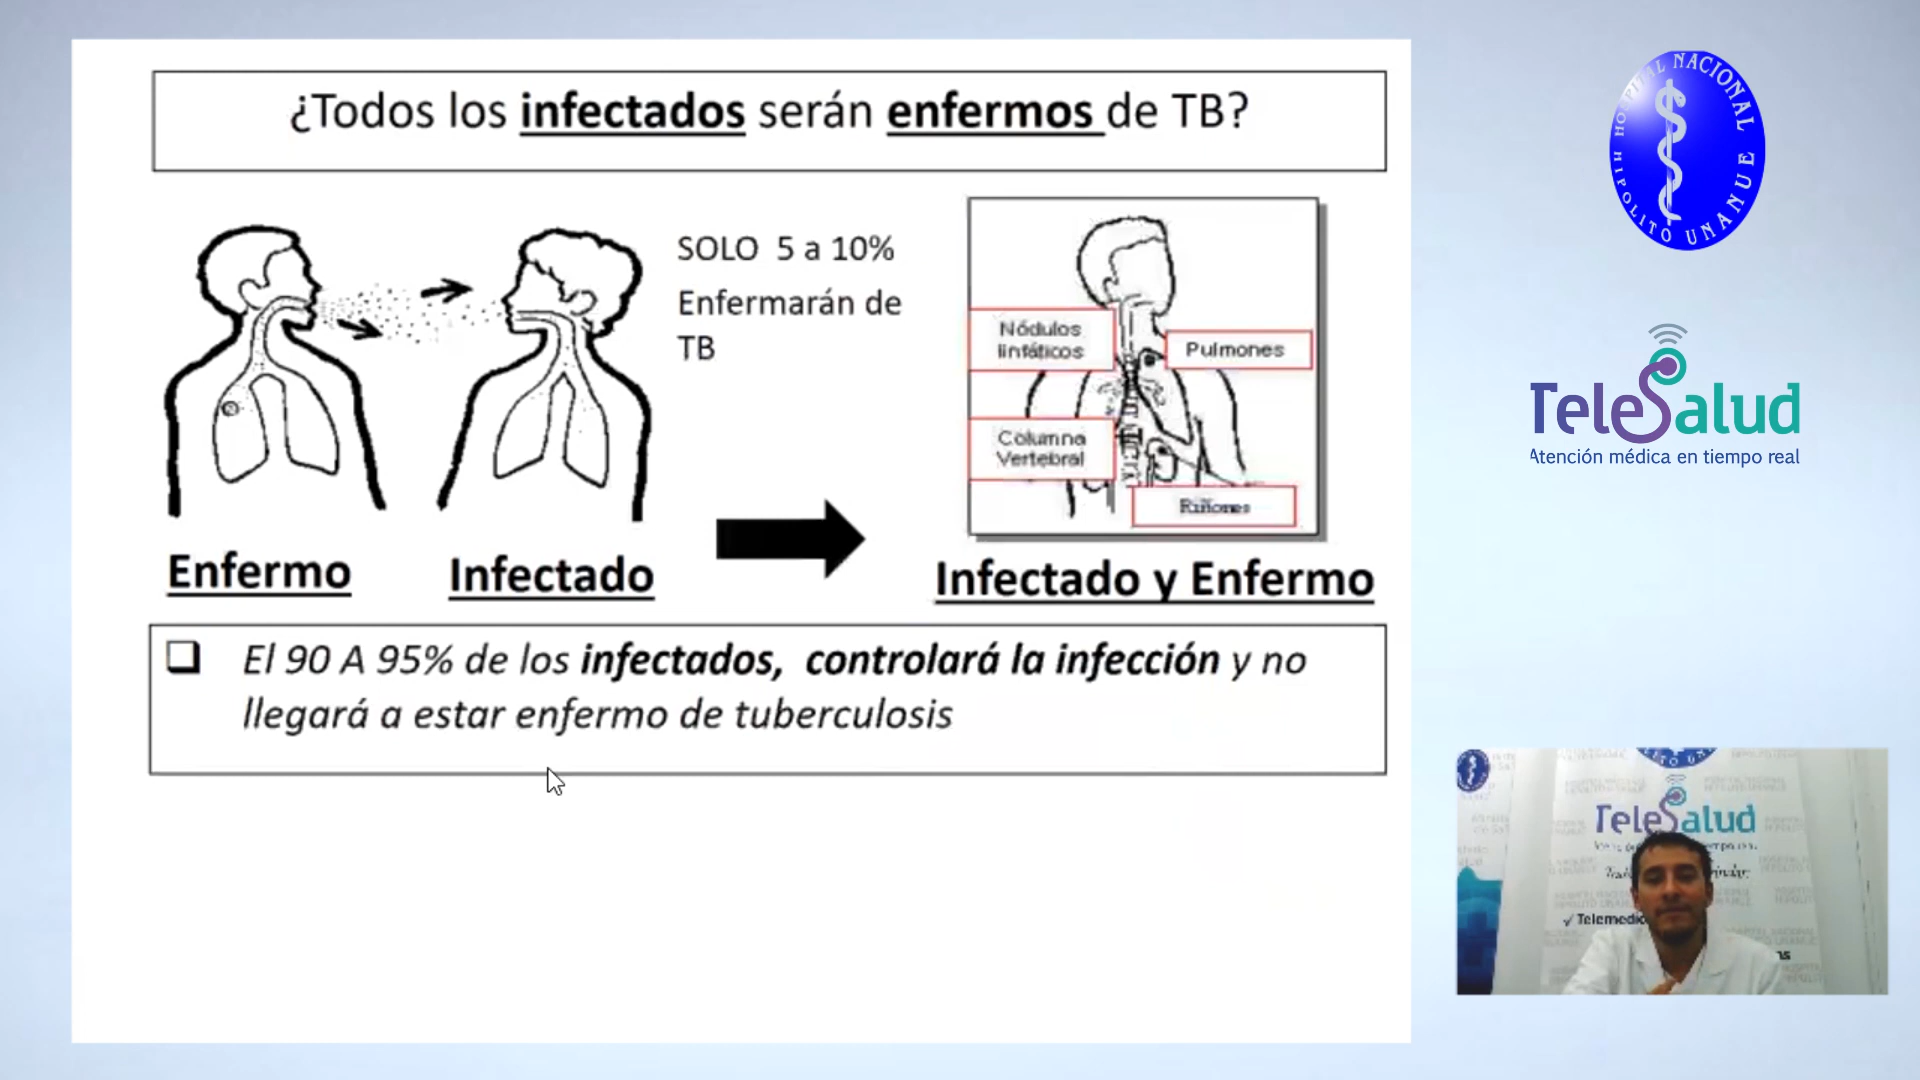 ¿Todos los infectados serán enfermos de TB?
SOLO 5 a 10%
Enfermarán de
TB
Nódulos
linfáticos
Pulmones
Columna
Vertebral
Riñones
Enfermo
Infectado
Infectado y Enfermo
El 90 A 95% de los infectados, controlará la infección y no
llegará a estar enfermo de tuberculosis
HOSPITAL NACIONAL
HIPOLITO UNANUE
TeleSalud
Atención médica en tiempo real
TeleSalud
✓ Telemedic